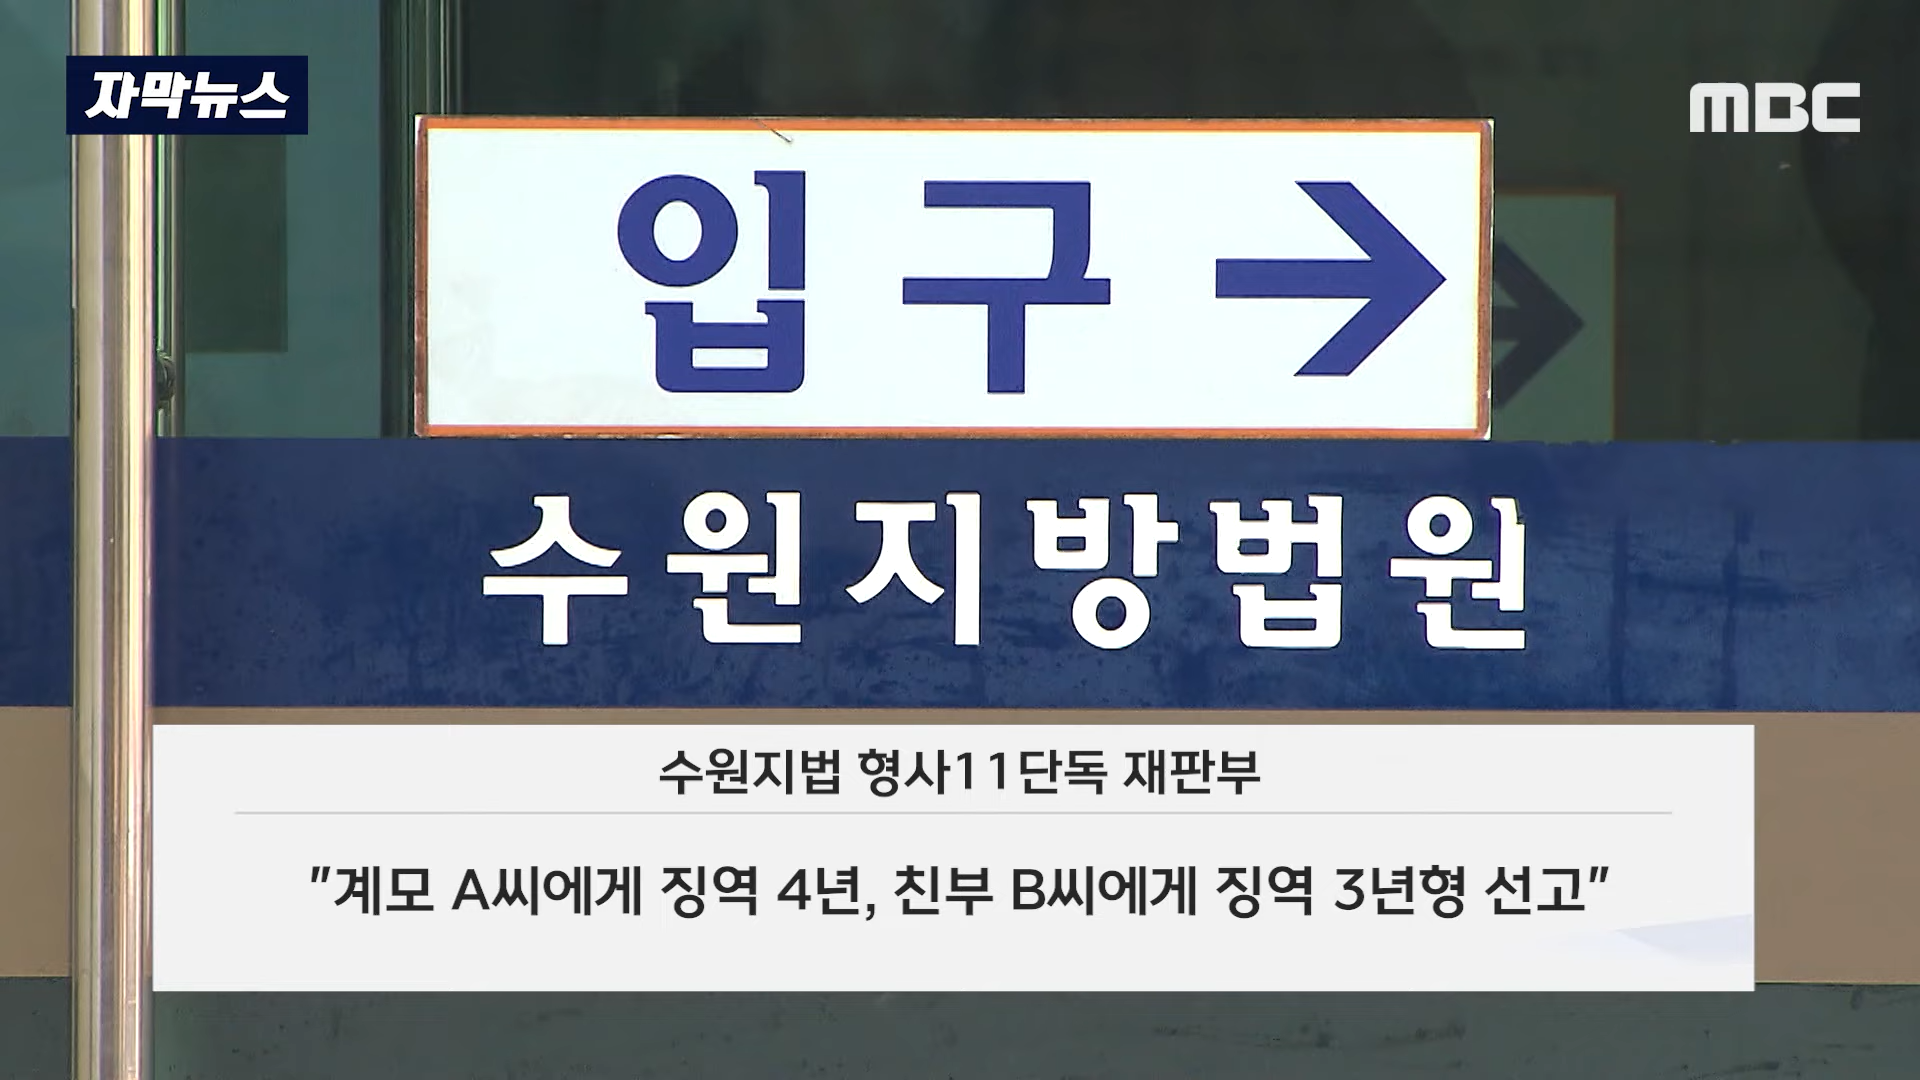 자막뉴스
MBC
입구 →
수원지방법원
수원지법 형사11단독 재판부
"계모 A씨에게 징역 4년, 친부 B씨에게 징역 3년형 선고"